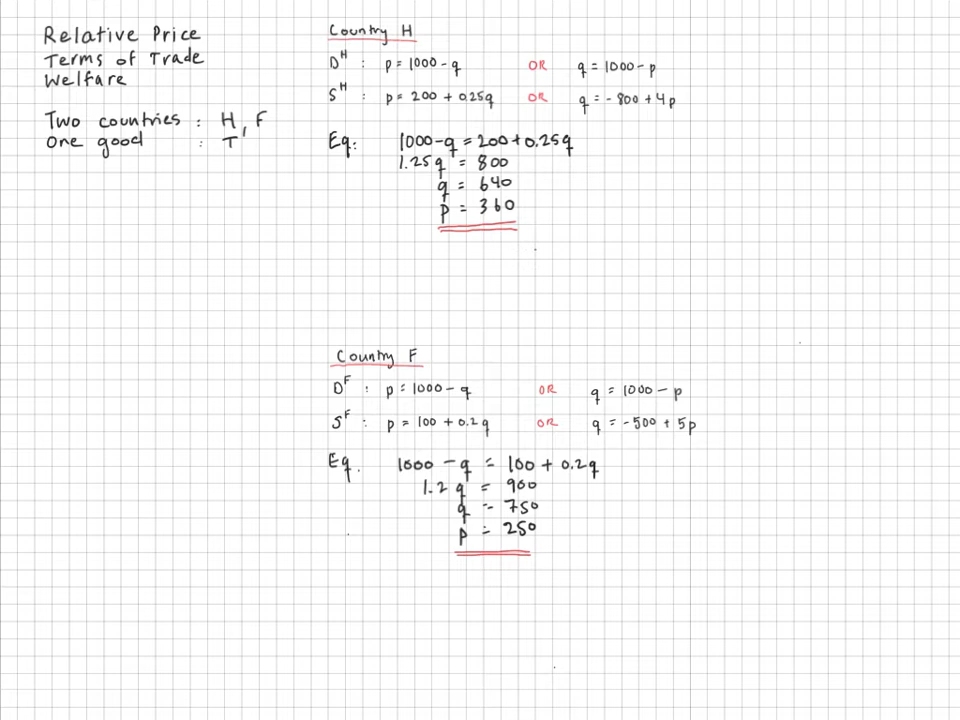 Relative Price
Terms of Trade
Welfare
Two countries : H, F
One good : T
Country H
D^H : p = 1000 - q OR q = 1000 - p
S^H : p = 200 + 0.25q OR q = -800 + 4p
Eq: 1000 - q = 200 + 0.25q
1.25q = 800
q = 640
p = 360
Country F
D^F : p = 1000 - q OR q = 1000 - p
S^F : p = 100 + 0.2q OR q = -500 + 5p
Eq. 1000 - q = 100 + 0.2q
1.2q = 900
q = 750
p = 250